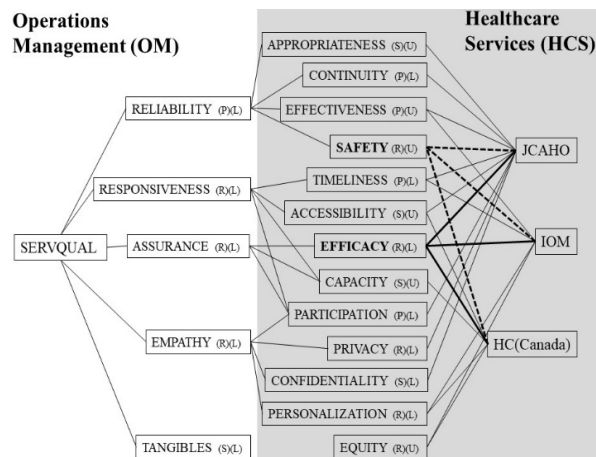 Operations
Management (OM)
Healthcare
Services (HCS)
APPROPRIATENESS (S)(U)
CONTINUITY (P)(L)
RELIABILITY (P)(L)
EFFECTIVENESS (P)(U)
SAFETY (R)(U)
JCAHO
TIMELINESS (P)(L)
RESPONSIVENESS (R)(L)
ACCESSIBILITY (S)(U)
SERVQUAL
ASSURANCE (R)(L)
EFFICACY (R)(L)
IOM
CAPACITY (S)(U)
PARTICIPATION (P)(L)
EMPATHY (R)(L)
PRIVACY (R)(L)
HC(Canada)
CONFIDENTIALITY (S)(L)
PERSONALIZATION (R)(L)
TANGIBLES (S)(L)
EQUITY (R)(U)